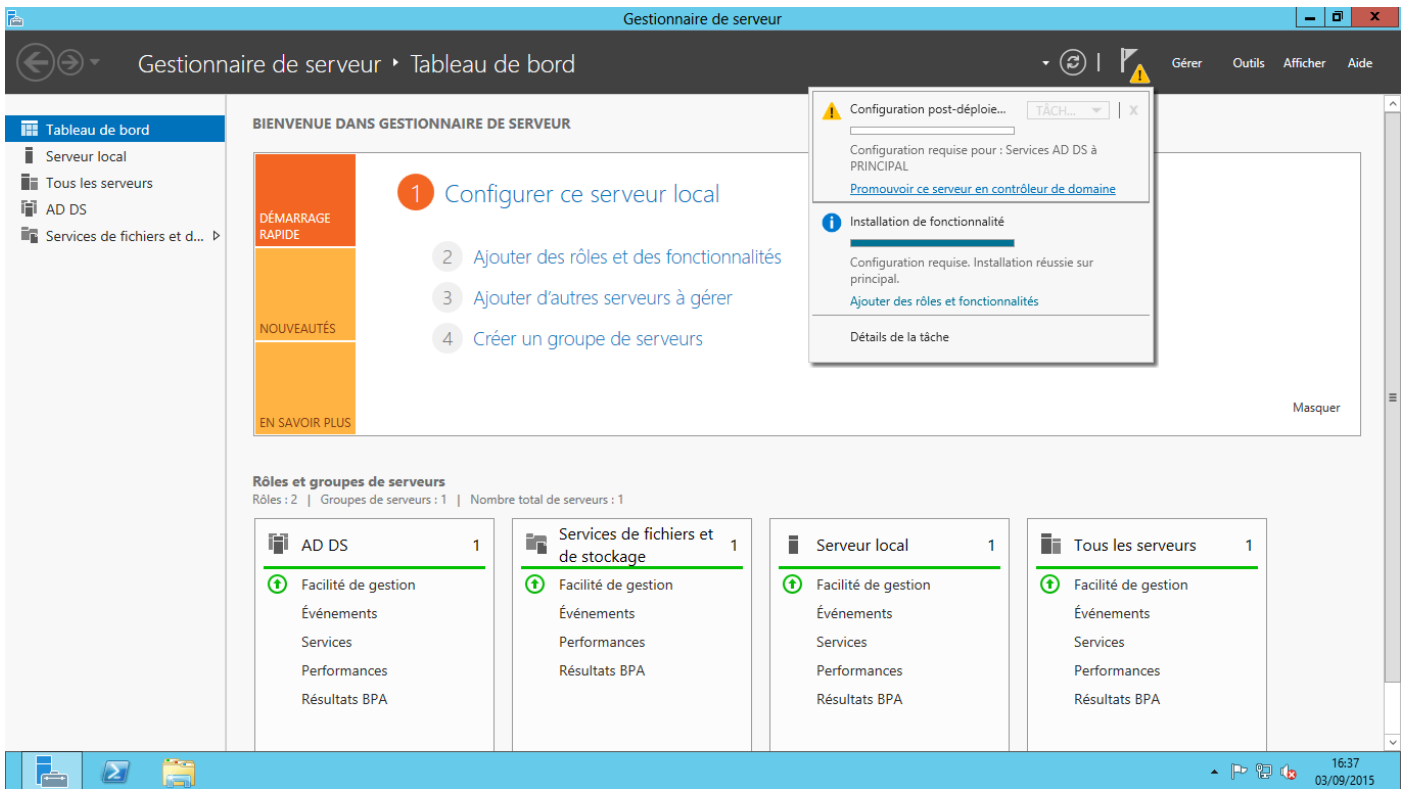 Gestionnaire de serveur
Gestionnaire de serveur ‣ Tableau de bord
Gérer Outils Afficher Aide
Tableau de bord
Serveur local
Tous les serveurs
AD DS
Services de fichiers et d...
BIENVENUE DANS GESTIONNAIRE DE SERVEUR
DÉMARRAGE
RAPIDE
NOUVEAUTÉS
EN SAVOIR PLUS
1 Configurer ce serveur local
2 Ajouter des rôles et des fonctionnalités
3 Ajouter d'autres serveurs à gérer
4 Créer un groupe de serveurs
Configuration post-déploie... TÂCH... X
Configuration requise pour : Services AD DS à
PRINCIPAL
Promouvoir ce serveur en contrôleur de domaine
Installation de fonctionnalité
Configuration requise. Installation réussie sur
principal.
Ajouter des rôles et fonctionnalités
Détails de la tâche
Masquer
Rôles et groupes de serveurs
Rôles : 2 | Groupes de serveurs : 1 | Nombre total de serveurs : 1
AD DS 1
Facilité de gestion
Événements
Services
Performances
Résultats BPA
Services de fichiers et
de stockage 1
Facilité de gestion
Événements
Performances
Résultats BPA
Serveur local 1
Facilité de gestion
Événements
Services
Performances
Résultats BPA
Tous les serveurs 1
Facilité de gestion
Événements
Services
Performances
Résultats BPA
16:37
03/09/2015